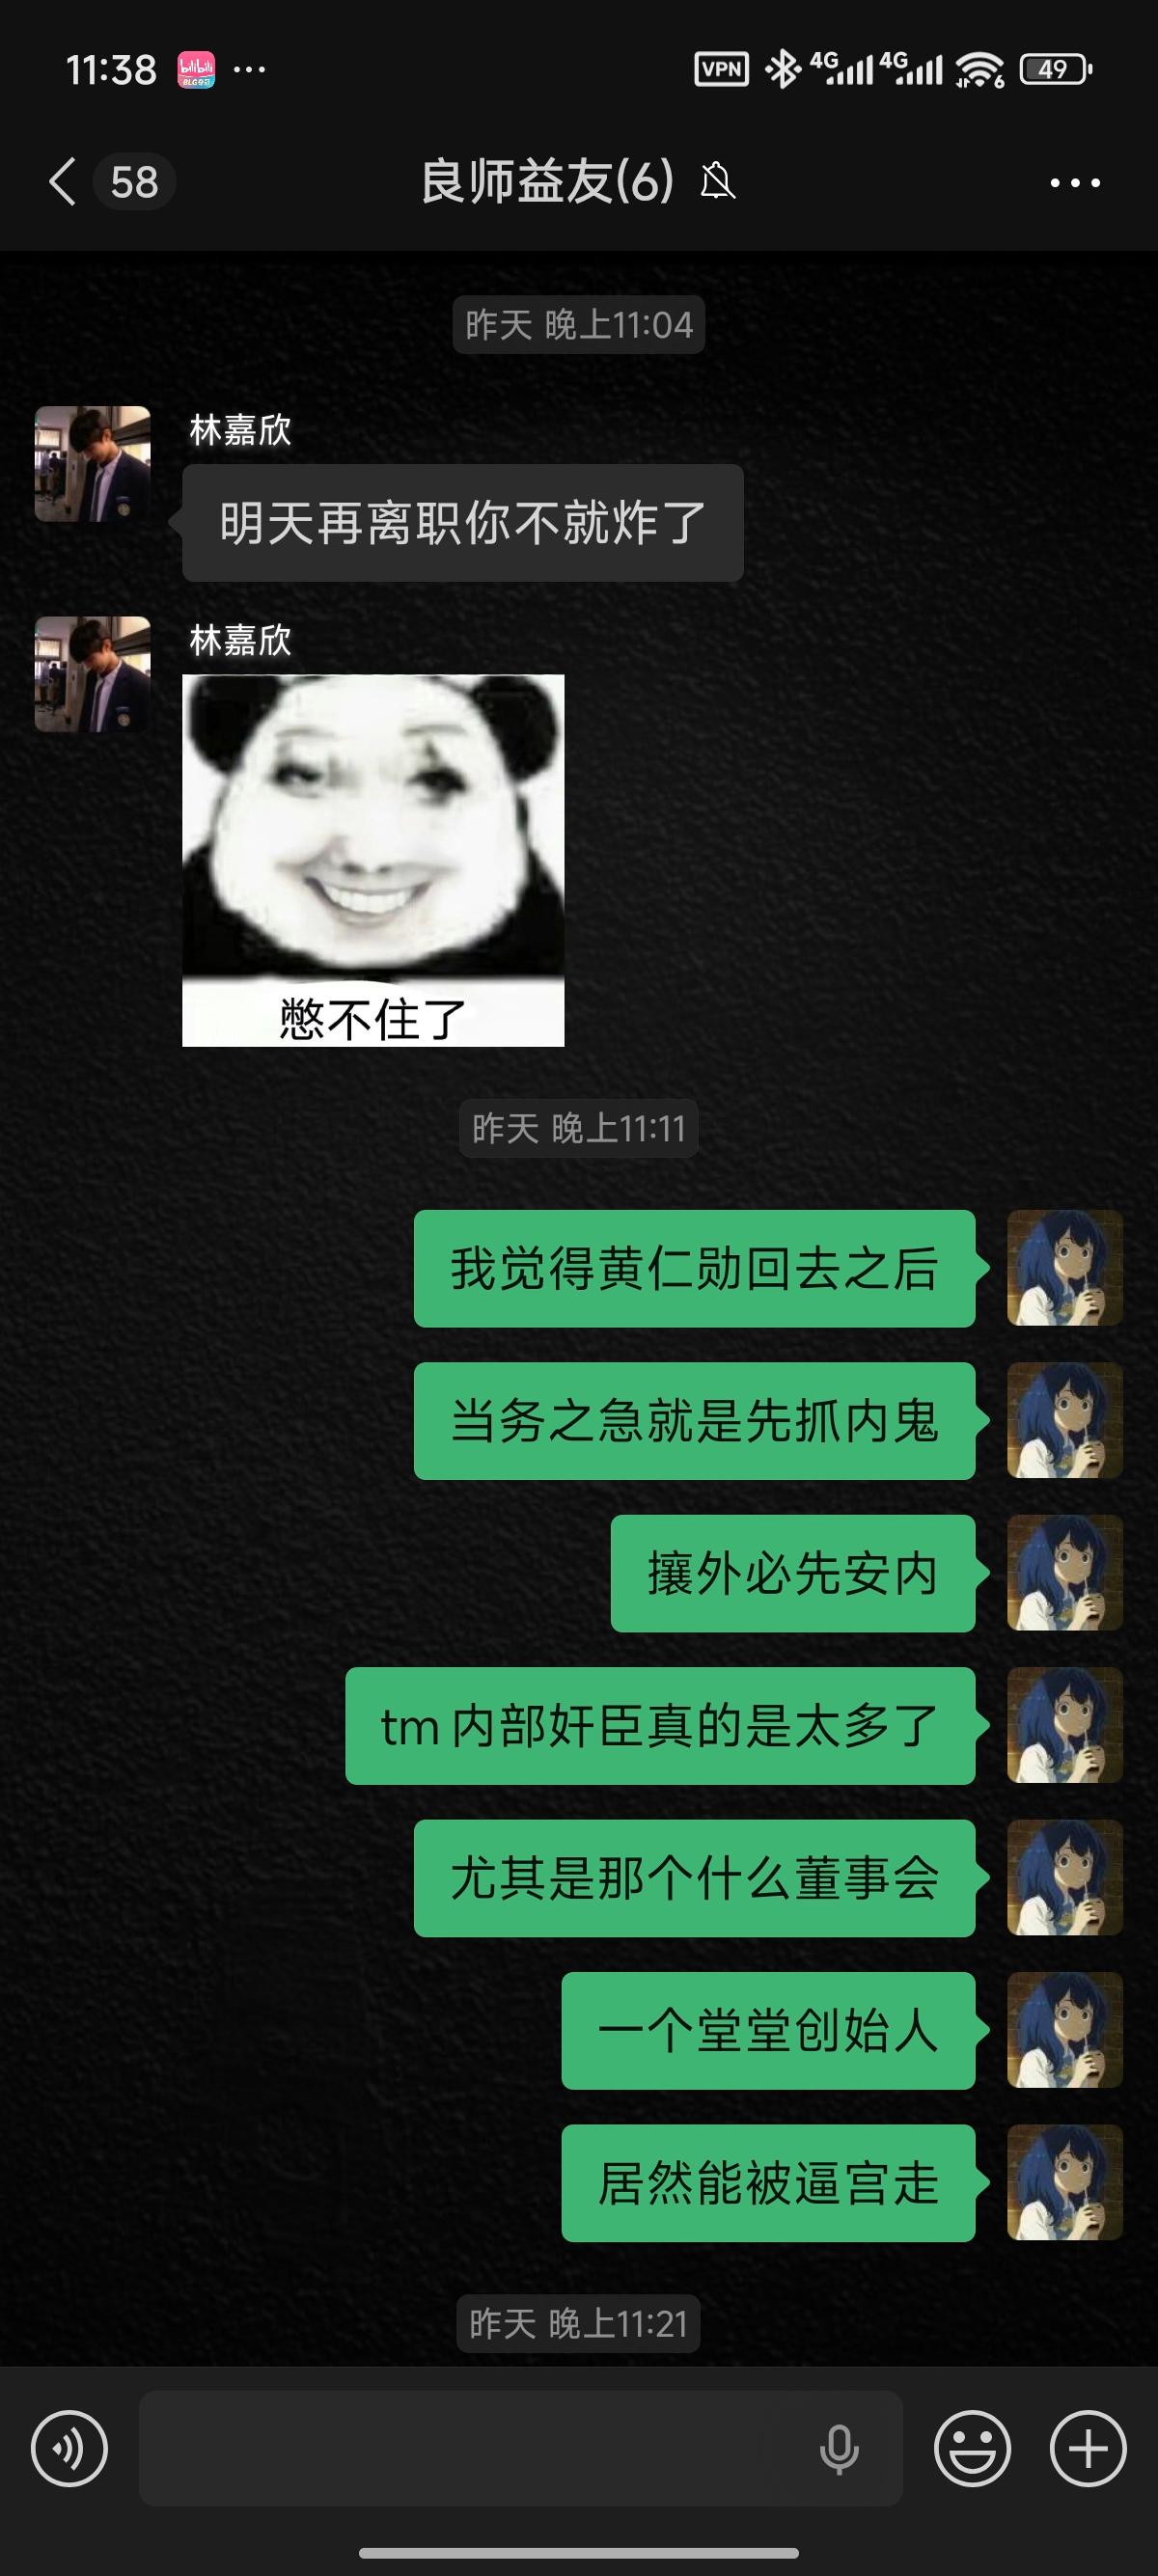 11:38
bilibili
VPN 4G 4G 6 49
58 良师益友(6)
昨天 晚上11:04
林嘉欣
明天再离职你不就炸了
林嘉欣
憋不住了
昨天 晚上11:11
我觉得黄仁勋回去之后
当务之急就是先抓内鬼
攘外必先安内
tm内部奸臣真的是太多了
尤其是那个什么董事会
一个堂堂创始人
居然能被逼宫走
昨天 晚上11:21